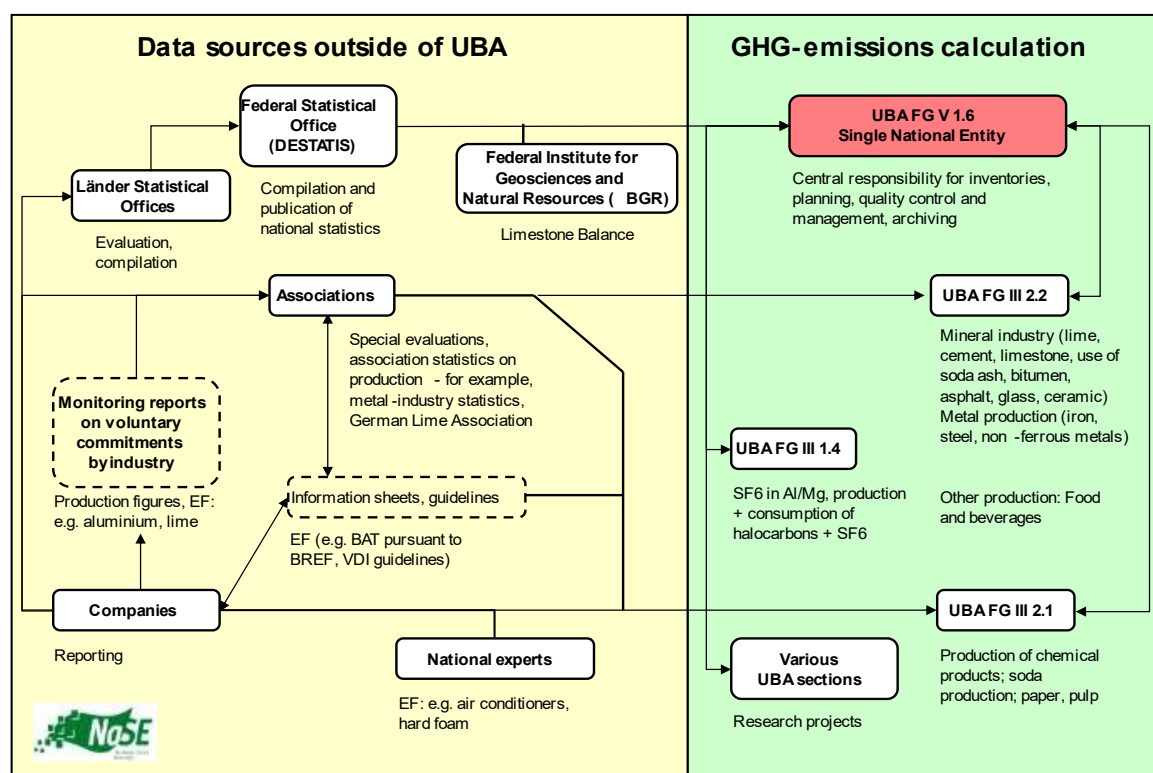 Data sources outside of UBA
GHG-emissions calculation
Federal Statistical
Office
(DESTATIS)
Compilation and
publication of
national statistics
Länder Statistical
Offices
Evaluation,
compilation
Federal Institute for
Geosciences and
Natural Resources ( BGR)
Limestone Balance
UBA FG V 1.6
Single National Entity
Central responsibility for inventories,
planning, quality control and
management, archiving
Associations
Special evaluations,
association statistics on
production - for example,
metal -industry statistics,
German Lime Association
UBA FG III 2.2
Mineral industry (lime,
cement, limestone, use of
soda ash, bitumen,
asphalt, glass, ceramic)
Metal production (iron,
steel, non -ferrous metals)
Other production: Food
and beverages
Monitoring reports
on voluntary
commitments
by industry
Production figures, EF:
e.g. aluminium, lime
UBA FG III 1.4
SF6 in Al/Mg, production
+ consumption of
halocarbons + SF6
Information sheets, guidelines
EF (e.g. BAT pursuant to
BREF, VDI guidelines)
Companies
Reporting
National experts
EF: e.g. air conditioners,
hard foam
Various
UBA sections
Research projects
UBA FG III 2.1
Production of chemical
products; soda
production; paper, pulp
NaSE